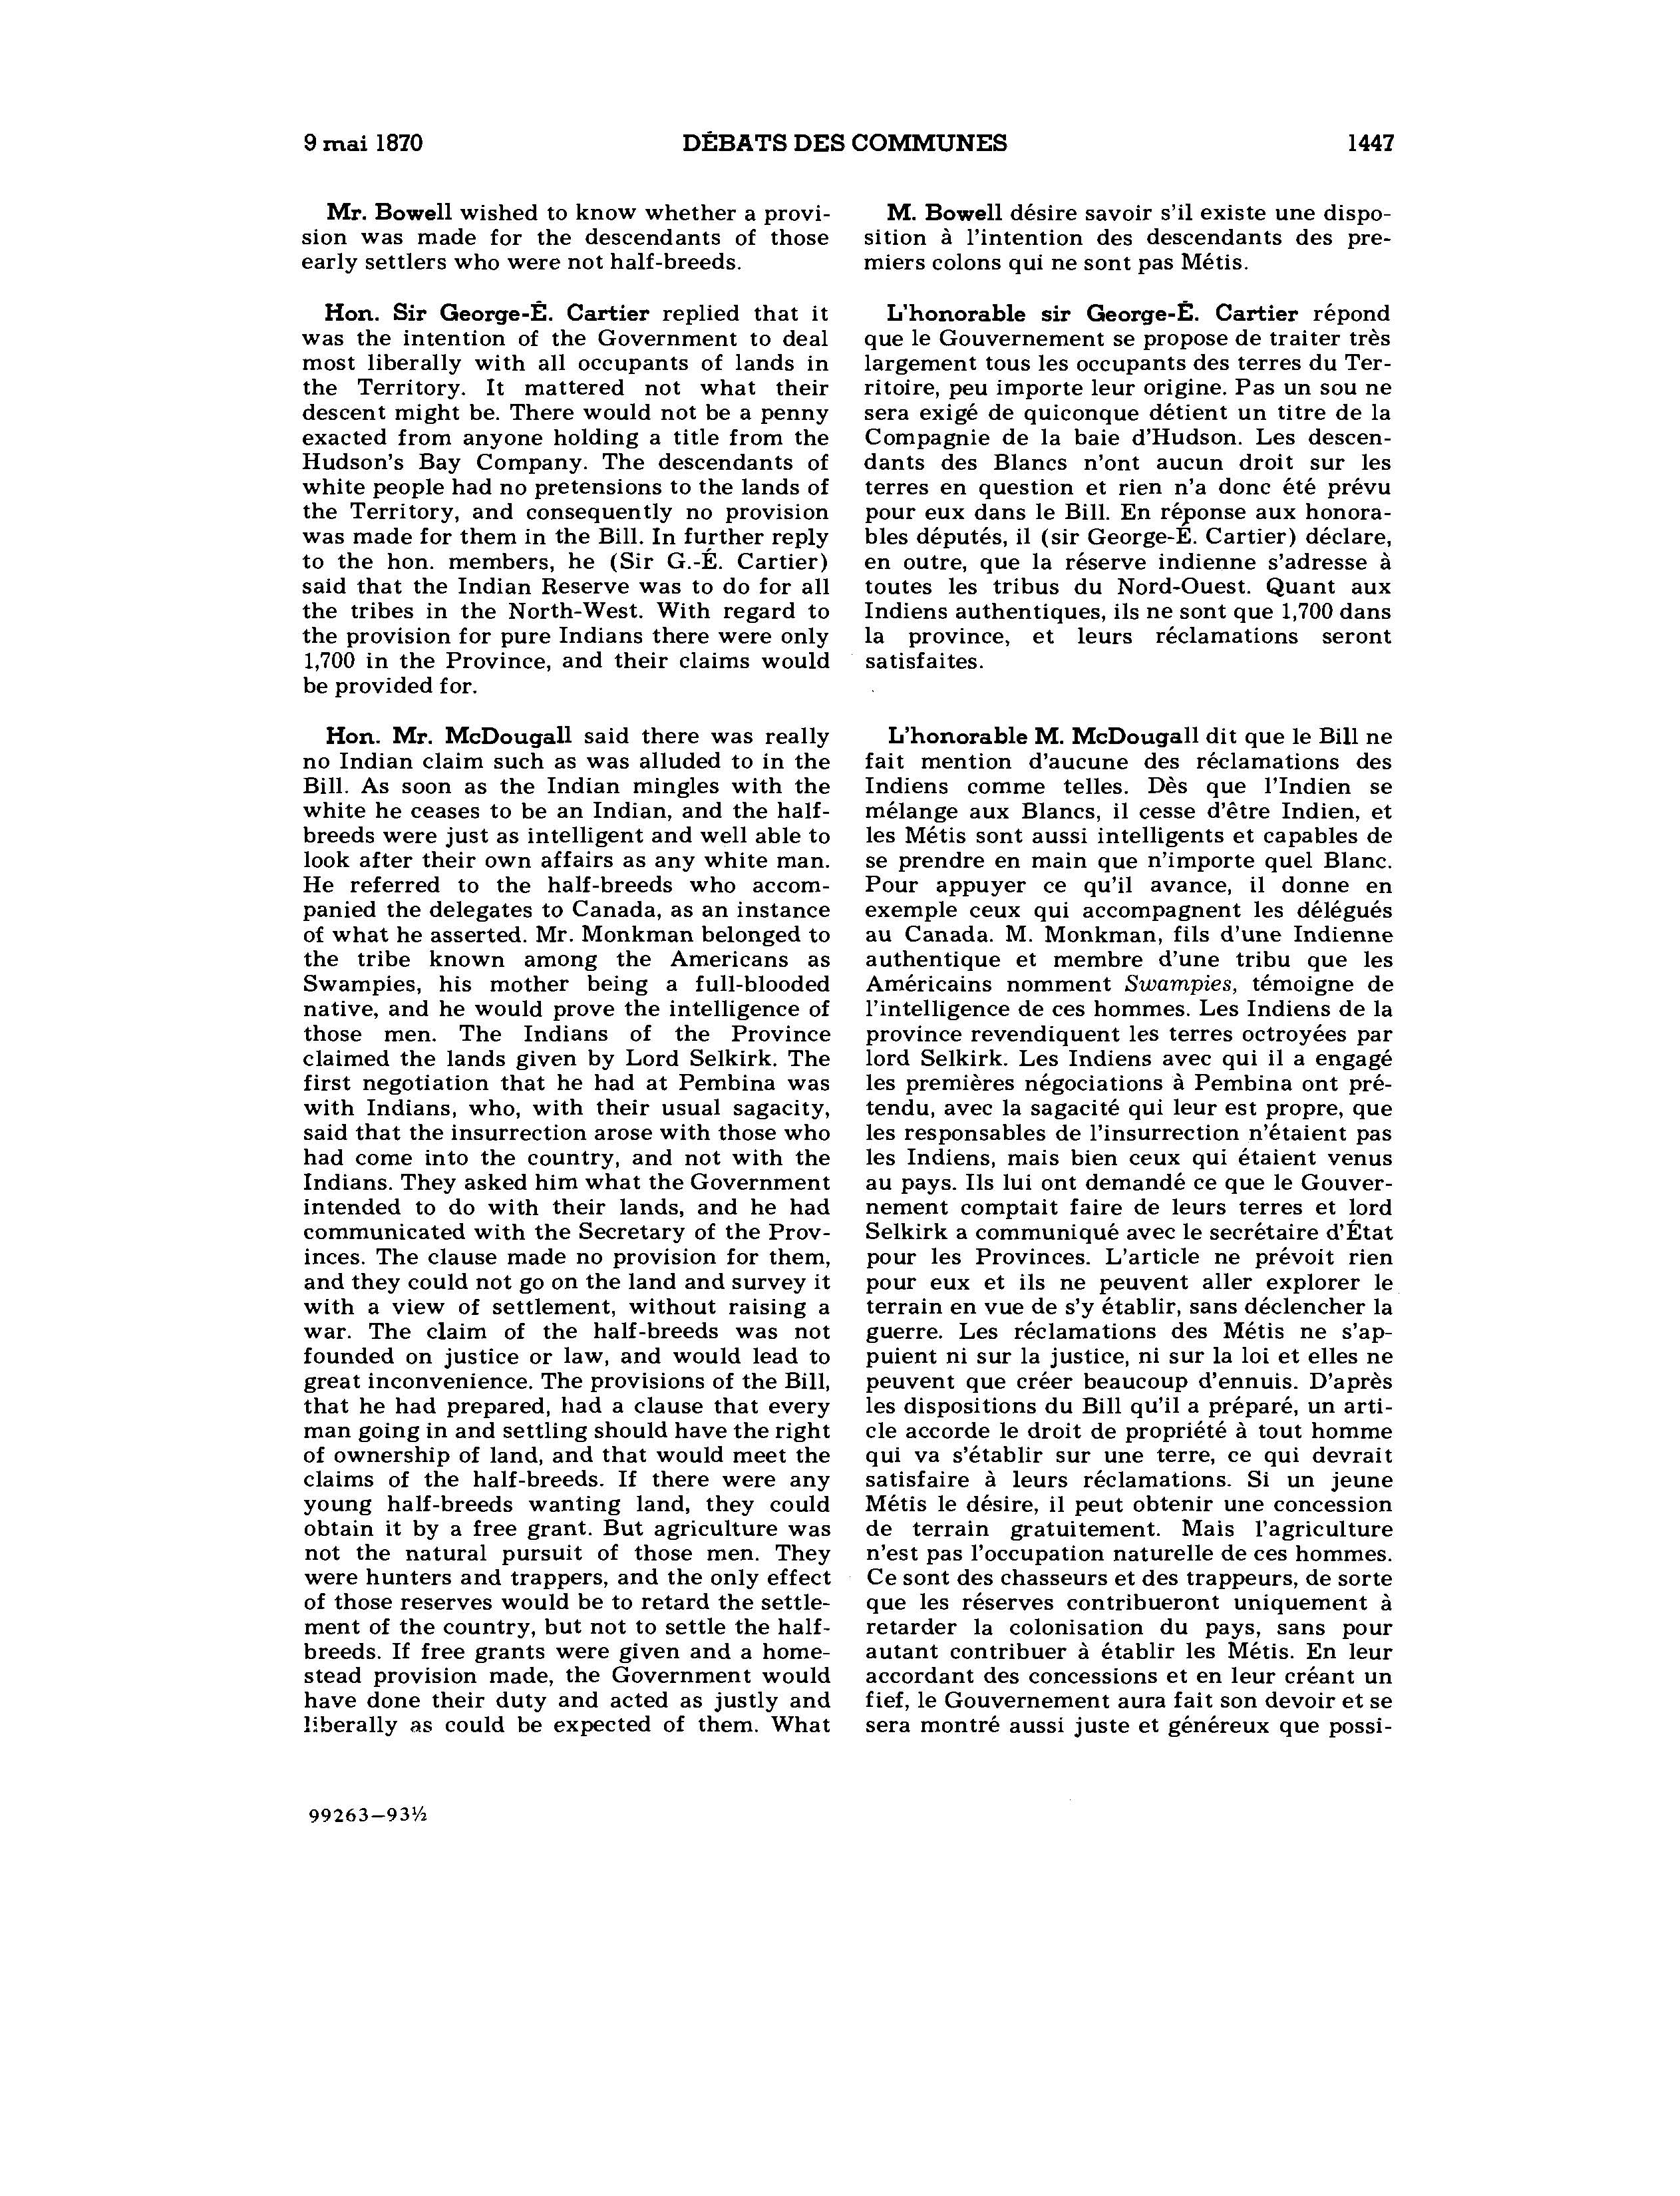 9 mai 1870 DÉBATS DES COMMUNES 1447
Mr. Bowell wished to know whether a provi-
sion was made for the descendants of those
early settlers who were not half-breeds.
Hon. Sir George-É. Cartier replied that it
was the intention of the Government to deal
most liberally with all occupants of lands in
the Territory. It mattered not what their
descent might be. There would not be a penny
exacted from anyone holding a title from the
Hudson's Bay Company. The descendants of
white people had no pretensions to the lands of
the Territory, and consequently no provision
was made for them in the Bill. In further reply
to the hon. members, he (Sir G.-É. Cartier)
said that the Indian Reserve was to do for all
the tribes in the North-West. With regard to
the provision for pure Indians there were only
1,700 in the Province, and their claims would
be provided for.
Hon. Mr. McDougall said there was really
no Indian claim such as was alluded to in the
Bill. As soon as the Indian mingles with the
white he ceases to be an Indian, and the half-
breeds were just as intelligent and well able to
look after their own affairs as any white man.
He referred to the half-breeds who accom-
panied the delegates to Canada, as an instance
of what he asserted. Mr. Monkman belonged to
the tribe known among the Americans as
Swampies, his mother being a full-blooded
native, and he would prove the intelligence of
those men. The Indians of the Province
claimed the lands given by Lord Selkirk. The
first negotiation that he had at Pembina was
with Indians, who, with their usual sagacity,
said that the insurrection arose with those who
had come into the country, and not with the
Indians. They asked him what the Government
intended to do with their lands, and he had
communicated with the Secretary of the Prov-
inces. The clause made no provision for them,
and they could not go on the land and survey it
with a view of settlement, without raising a
war. The claim of the half-breeds was not
founded on justice or law, and would lead to
great inconvenience. The provisions of the Bill,
that he had prepared, had a clause that every
man going in and settling should have the right
of ownership of land, and that would meet the
claims of the half-breeds. If there were any
young half-breeds wanting land, they could
obtain it by a free grant. But agriculture was
not the natural pursuit of those men. They
were hunters and trappers, and the only effect
of those reserves would be to retard the settle-
ment of the country, but not to settle the half-
breeds. If free grants were given and a home-
stead provision made, the Government would
have done their duty and acted as justly and
liberally as could be expected of them. What
M. Bowell désire savoir s'il existe une dispo-
sition à l'intention des descendants des pre-
miers colons qui ne sont pas Métis.
L'honorable sir George-É. Cartier répond
que le Gouvernement se propose de traiter très
largement tous les occupants des terres du Ter-
ritoire, peu importe leur origine. Pas un sou ne
sera exigé de quiconque détient un titre de la
Compagnie de la baie d'Hudson. Les descen-
dants des Blancs n'ont aucun droit sur les
terres en question et rien n'a donc été prévu
pour eux dans le Bill. En réponse aux honora-
bles députés, il (sir George-É. Cartier) déclare,
en outre, que la réserve indienne s'adresse à
toutes les tribus du Nord-Ouest. Quant aux
Indiens authentiques, ils ne sont que 1,700 dans
la province, et leurs réclamations seront
satisfaites.
L'honorable M. McDougall dit que le Bill ne
fait mention d'aucune des réclamations des
Indiens comme telles. Dès que l'Indien se
mélange aux Blancs, il cesse d'être Indien, et
les Métis sont aussi intelligents et capables de
se prendre en main que n'importe quel Blanc.
Pour appuyer ce qu'il avance, il donne en
exemple ceux qui accompagnent les délégués
au Canada. M. Monkman, fils d'une Indienne
authentique et membre d'une tribu que les
Américains nomment Swampies, témoigne de
l'intelligence de ces hommes. Les Indiens de la
province revendiquent les terres octroyées par
lord Selkirk. Les Indiens avec qui il a engagé
les premières négociations à Pembina ont pré-
tendu, avec la sagacité qui leur est propre, que
les responsables de l'insurrection n'étaient pas
les Indiens, mais bien ceux qui étaient venus
au pays. Ils lui ont demandé ce que le Gouver-
nement comptait faire de leurs terres et lord
Selkirk a communiqué avec le secrétaire d'État
pour les Provinces. L'article ne prévoit rien
pour eux et ils ne peuvent aller explorer le
terrain en vue de s'y établir, sans déclencher la
guerre. Les réclamations des Métis ne s'ap-
puient ni sur la justice, ni sur la loi et elles ne
peuvent que créer beaucoup d'ennuis. D'après
les dispositions du Bill qu'il a préparé, un arti-
cle accorde le droit de propriété à tout homme
qui va s'établir sur une terre, ce qui devrait
satisfaire à leurs réclamations. Si un jeune
Métis le désire, il peut obtenir une concession
de terrain gratuitement. Mais l'agriculture
n'est pas l'occupation naturelle de ces hommes.
Ce sont des chasseurs et des trappeurs, de sorte
que les réserves contribueront uniquement à
retarder la colonisation du pays, sans pour
autant contribuer à établir les Métis. En leur
accordant des concessions et en leur créant un
fief, le Gouvernement aura fait son devoir et se
sera montré aussi juste et généreux que possi-
99263–93½